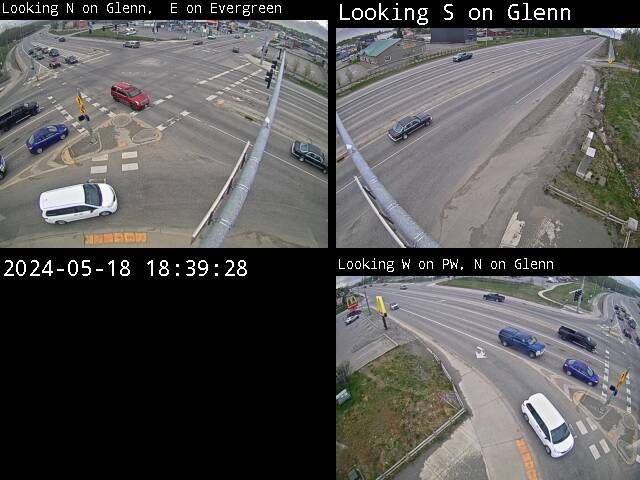 Looking N on Glenn,  E on Evergreen
Looking S on Glenn
2024-05-18 18:39:28
Looking W on PW, N on Glenn